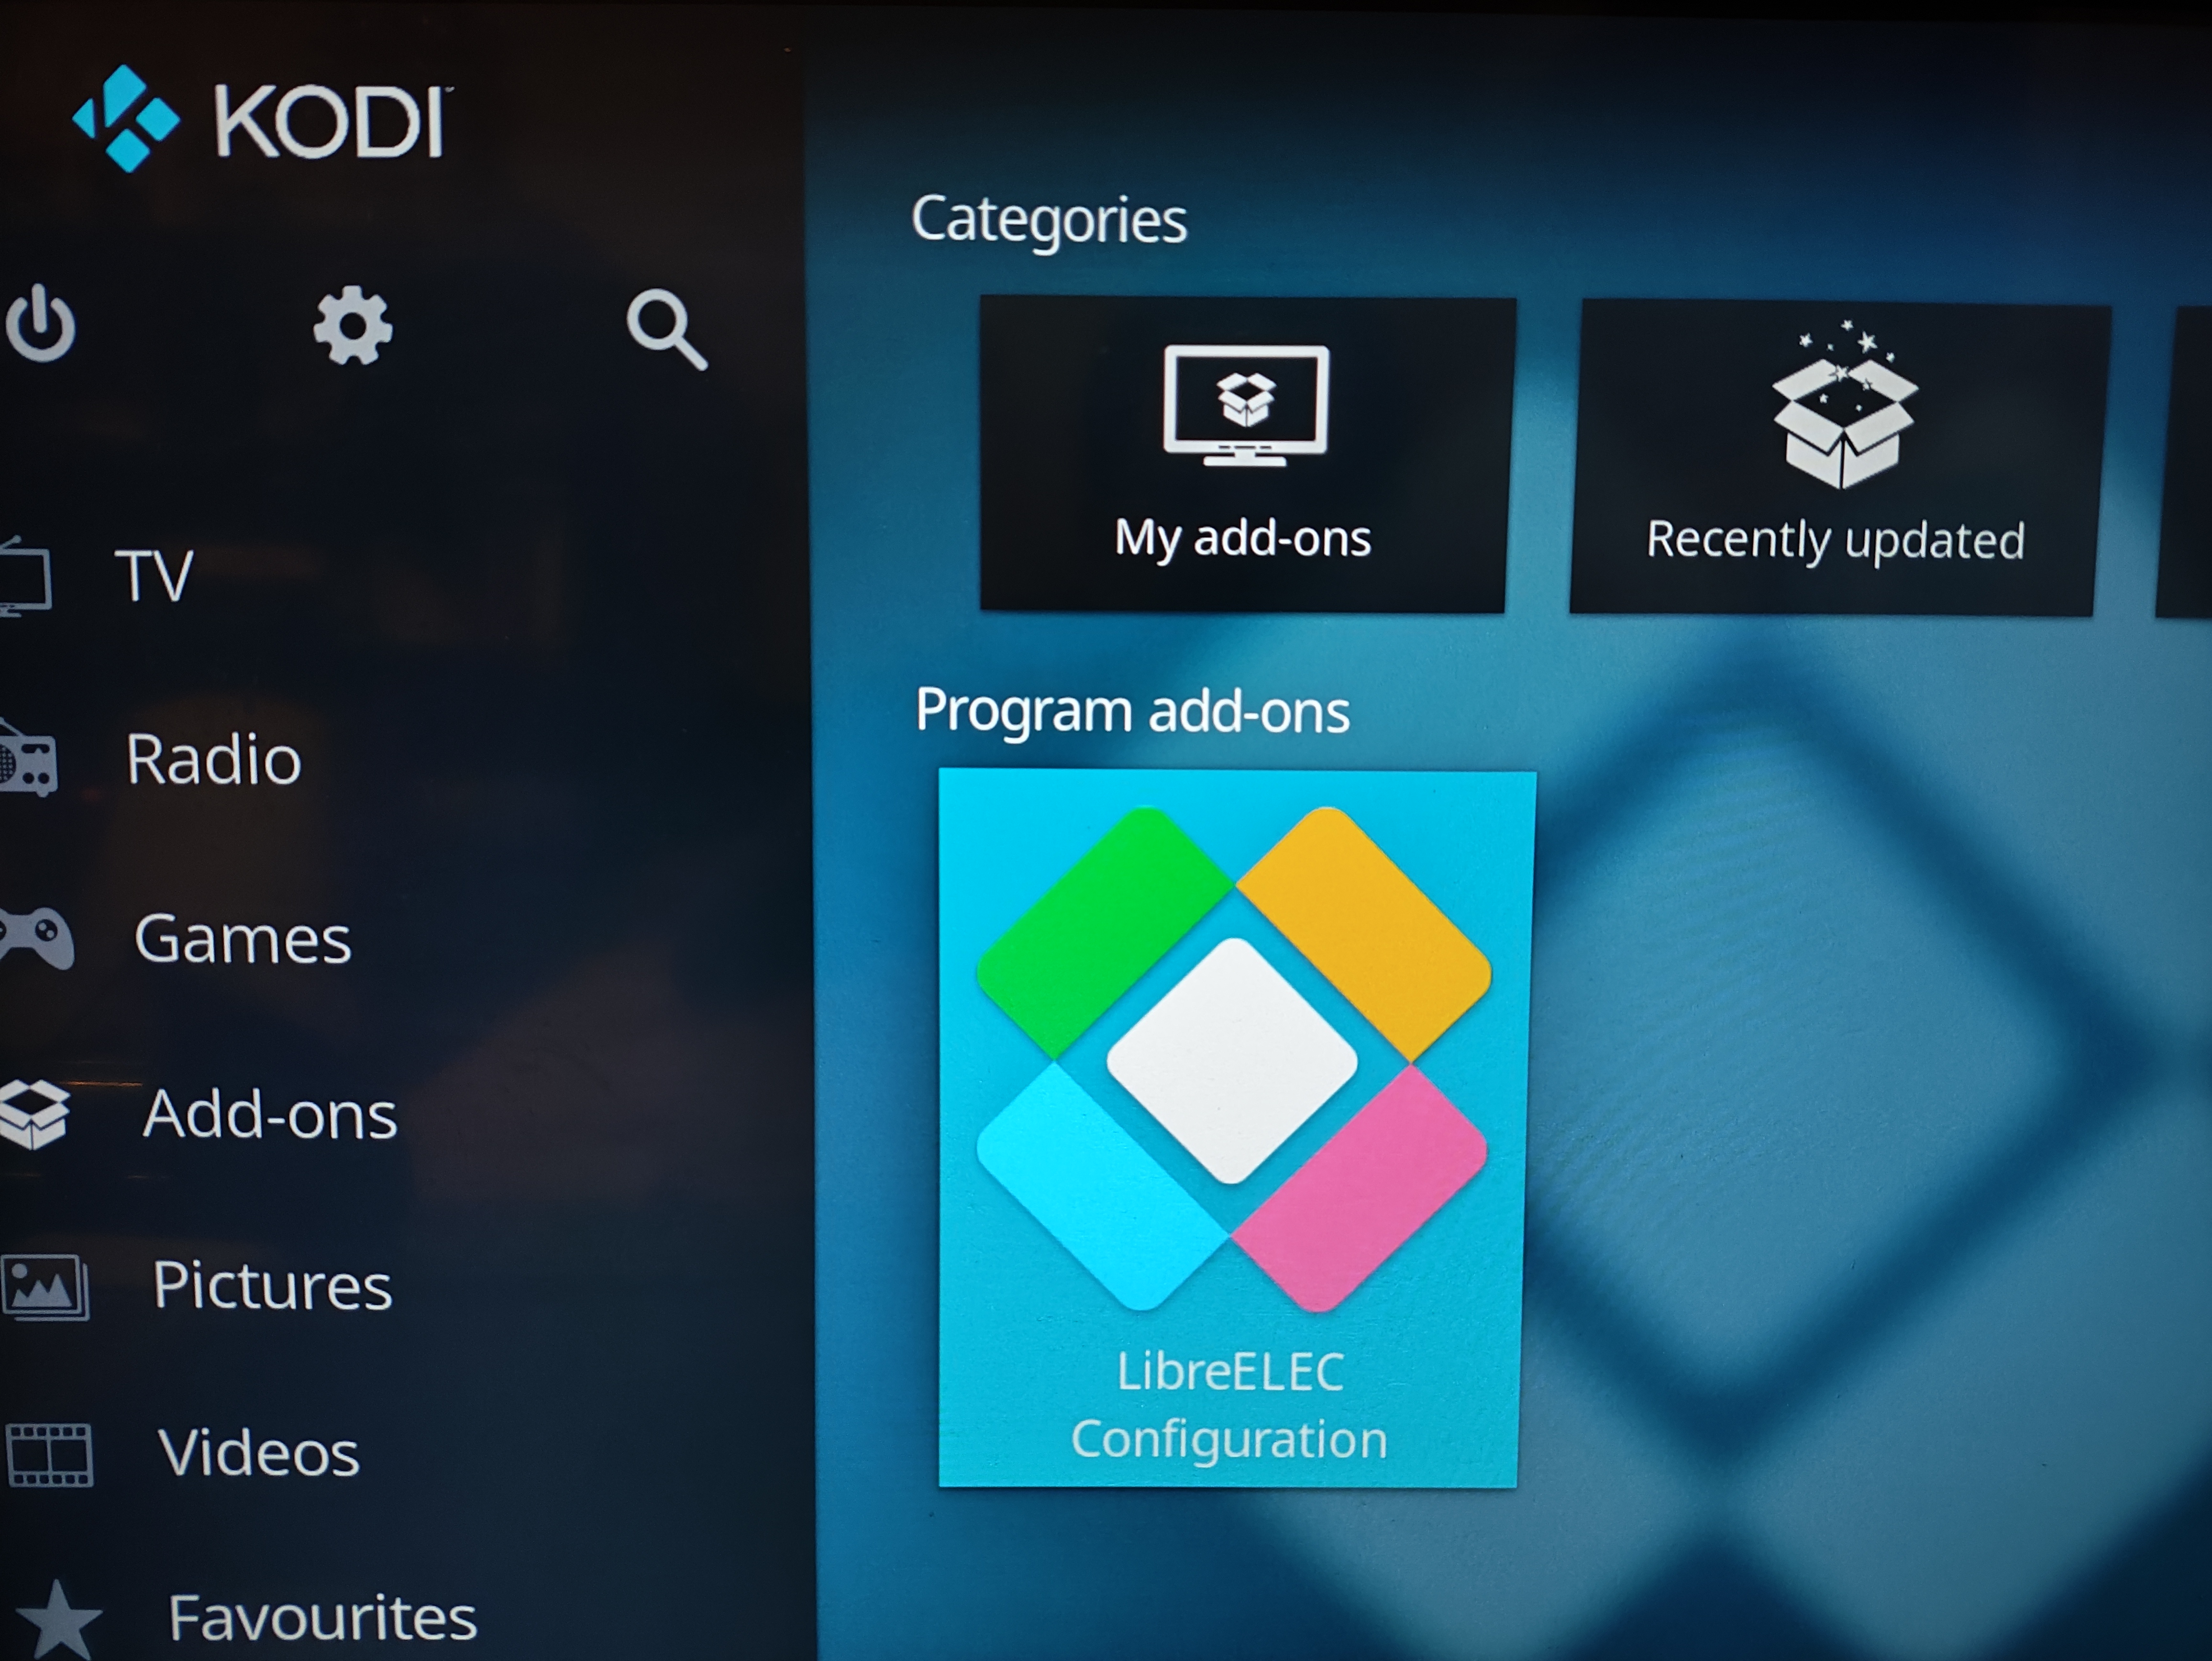 KODI
Categories
My add-ons
Recently updated
TV
Program add-ons
Radio
Games
Add-ons
Pictures
LibreELEC
Configuration
Videos
Favourites